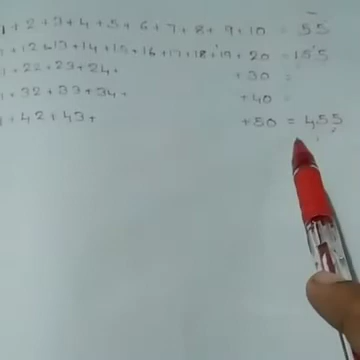 1+2+3+4+5+6+7+8+9+10 = 55
+12+13+14+15+16+17+18+19+20 = 155
+22+23+24+ +30 =
+32+33+34+ +40 =
+42+43+ +50 = 455